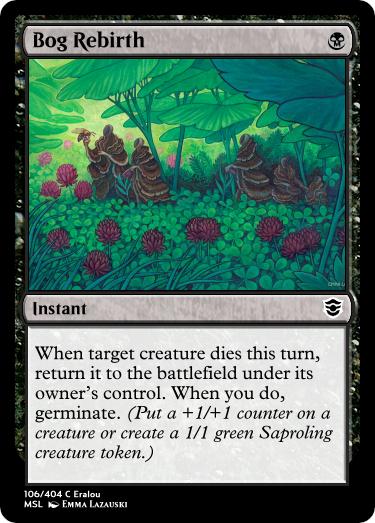 Bog Rebirth
Instant
When target creature dies this turn,
return it to the battlefield under its
owner's control. When you do,
germinate. (Put a +1/+1 counter on a
creature or create a 1/1 green Saproling
creature token.)
106/404 C Eralou
MSL Emma Lazauski